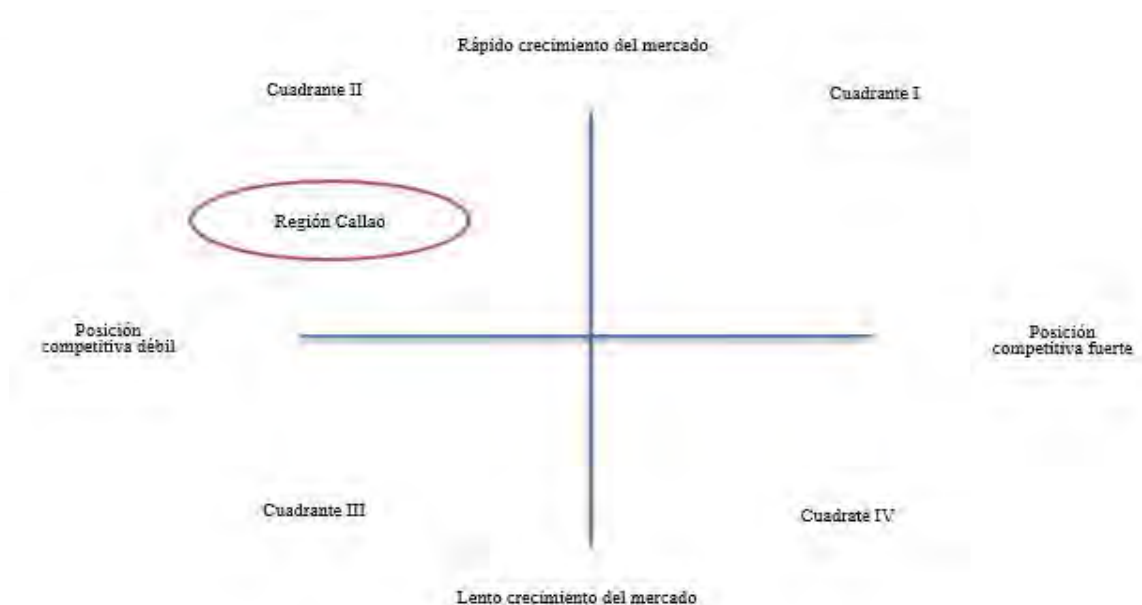 Rápido crecimiento del mercado
Cuadrante II
Cuadrante I
Región Callao
Posición
competitiva débil
Posición
competitiva fuerte
Cuadrante III
Cuadrate IV
Lento crecimiento del mercado